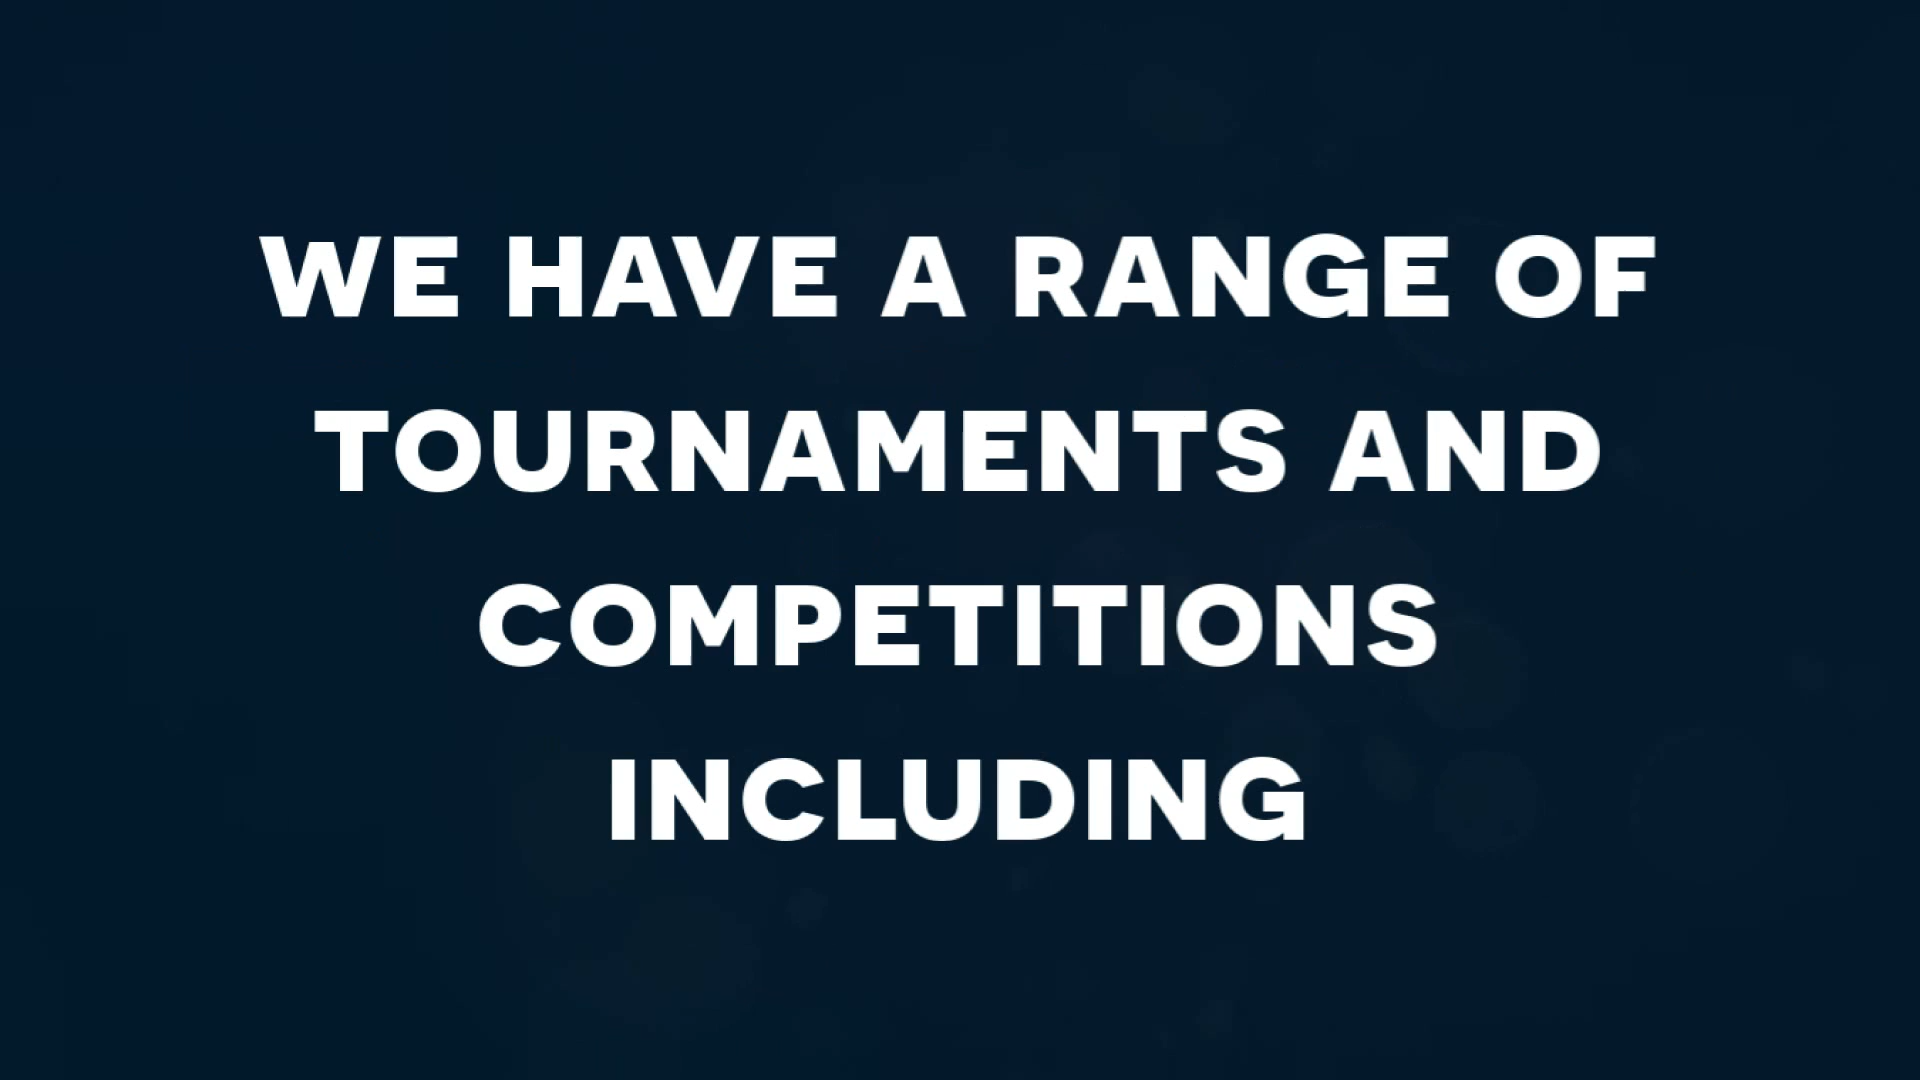 WE HAVE A RANGE OF
TOURNAMENTS AND
COMPETITIONS
INCLUDING